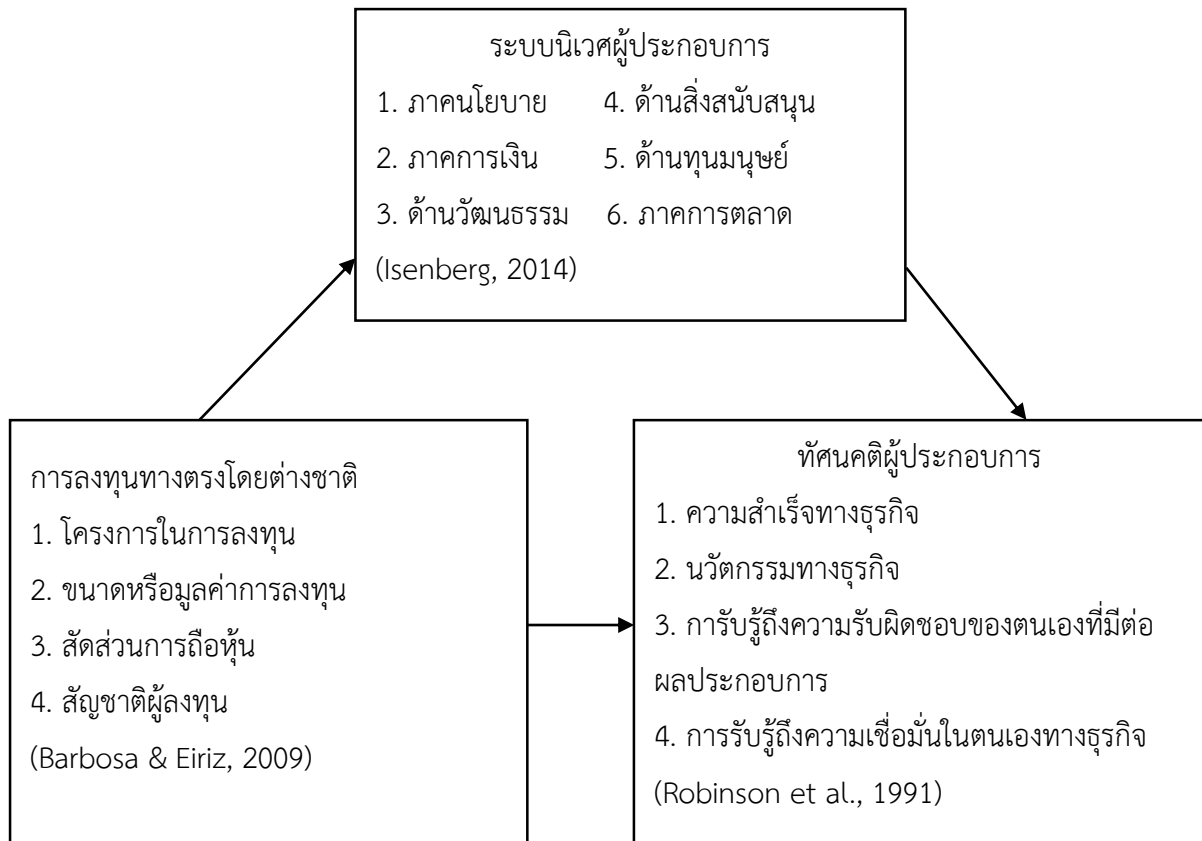 ระบบนิเวศผู้ประกอบการ
1. ภาคนโยบาย 4. ด้านสิ่งสนับสนุน
2. ภาคการเงิน 5. ด้านทุนมนุษย์
3. ด้านวัฒนธรรม 6. ภาคการตลาด
(Isenberg, 2014)
การลงทุนทางตรงโดยต่างชาติ
1. โครงการในการลงทุน
2. ขนาดหรือมูลค่าการลงทุน
3. สัดส่วนการถือหุ้น
4. สัญชาติผู้ลงทุน
(Barbosa & Eiriz, 2009)
ทัศนคติผู้ประกอบการ
1. ความสำเร็จทางธุรกิจ
2. นวัตกรรมทางธุรกิจ
3. การับรู้ถึงความรับผิดชอบของตนเองที่มีต่อ
ผลประกอบการ
4. การรับรู้ถึงความเชื่อมั่นในตนเองทางธุรกิจ
(Robinson et al., 1991)